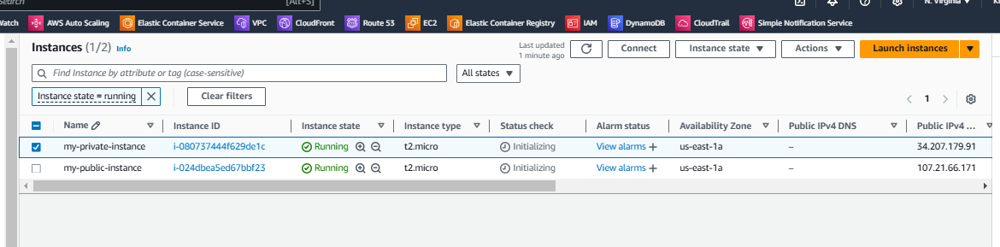 Search [Alt+S] N. Virginia
Watch AWS Auto Scaling Elastic Container Service VPC CloudFront Route 53 EC2 Elastic Container Registry IAM DynamoDB CloudTrail Simple Notification Service
Instances (1/2) Info
Last updated
1 minute ago
Connect Instance state Actions Launch instances
Find Instance by attribute or tag (case-sensitive) All states
Instance state = running Clear filters
1
Name Instance ID Instance state Instance type Status check Alarm status Availability Zone Public IPv4 DNS Public IPv4 ...
my-private-instance i-080737444f629de1c Running t2.micro Initializing View alarms + us-east-1a – 34.207.179.91
my-public-instance i-024dbea5ed67bbf23 Running t2.micro Initializing View alarms + us-east-1a – 107.21.66.171